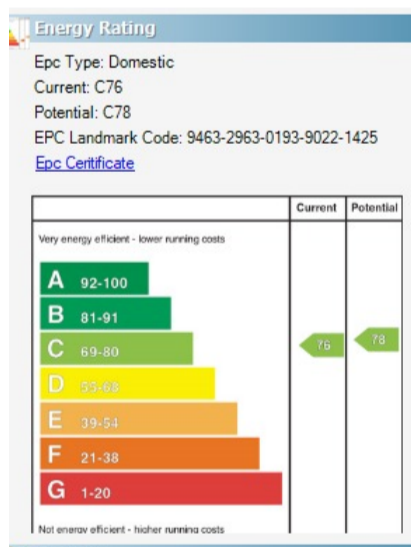 Energy Rating
Epc Type: Domestic
Current: C76
Potential: C78
EPC Landmark Code: 9463-2963-0193-9022-1425
Epc Ceritificate
Current Potential
Very energy efficient - lower running costs
A 92-100
B 81-91
C 69-80
76
78
D 55-68
E 39-54
F 21-38
G 1-20
Not energy efficient - higher running costs